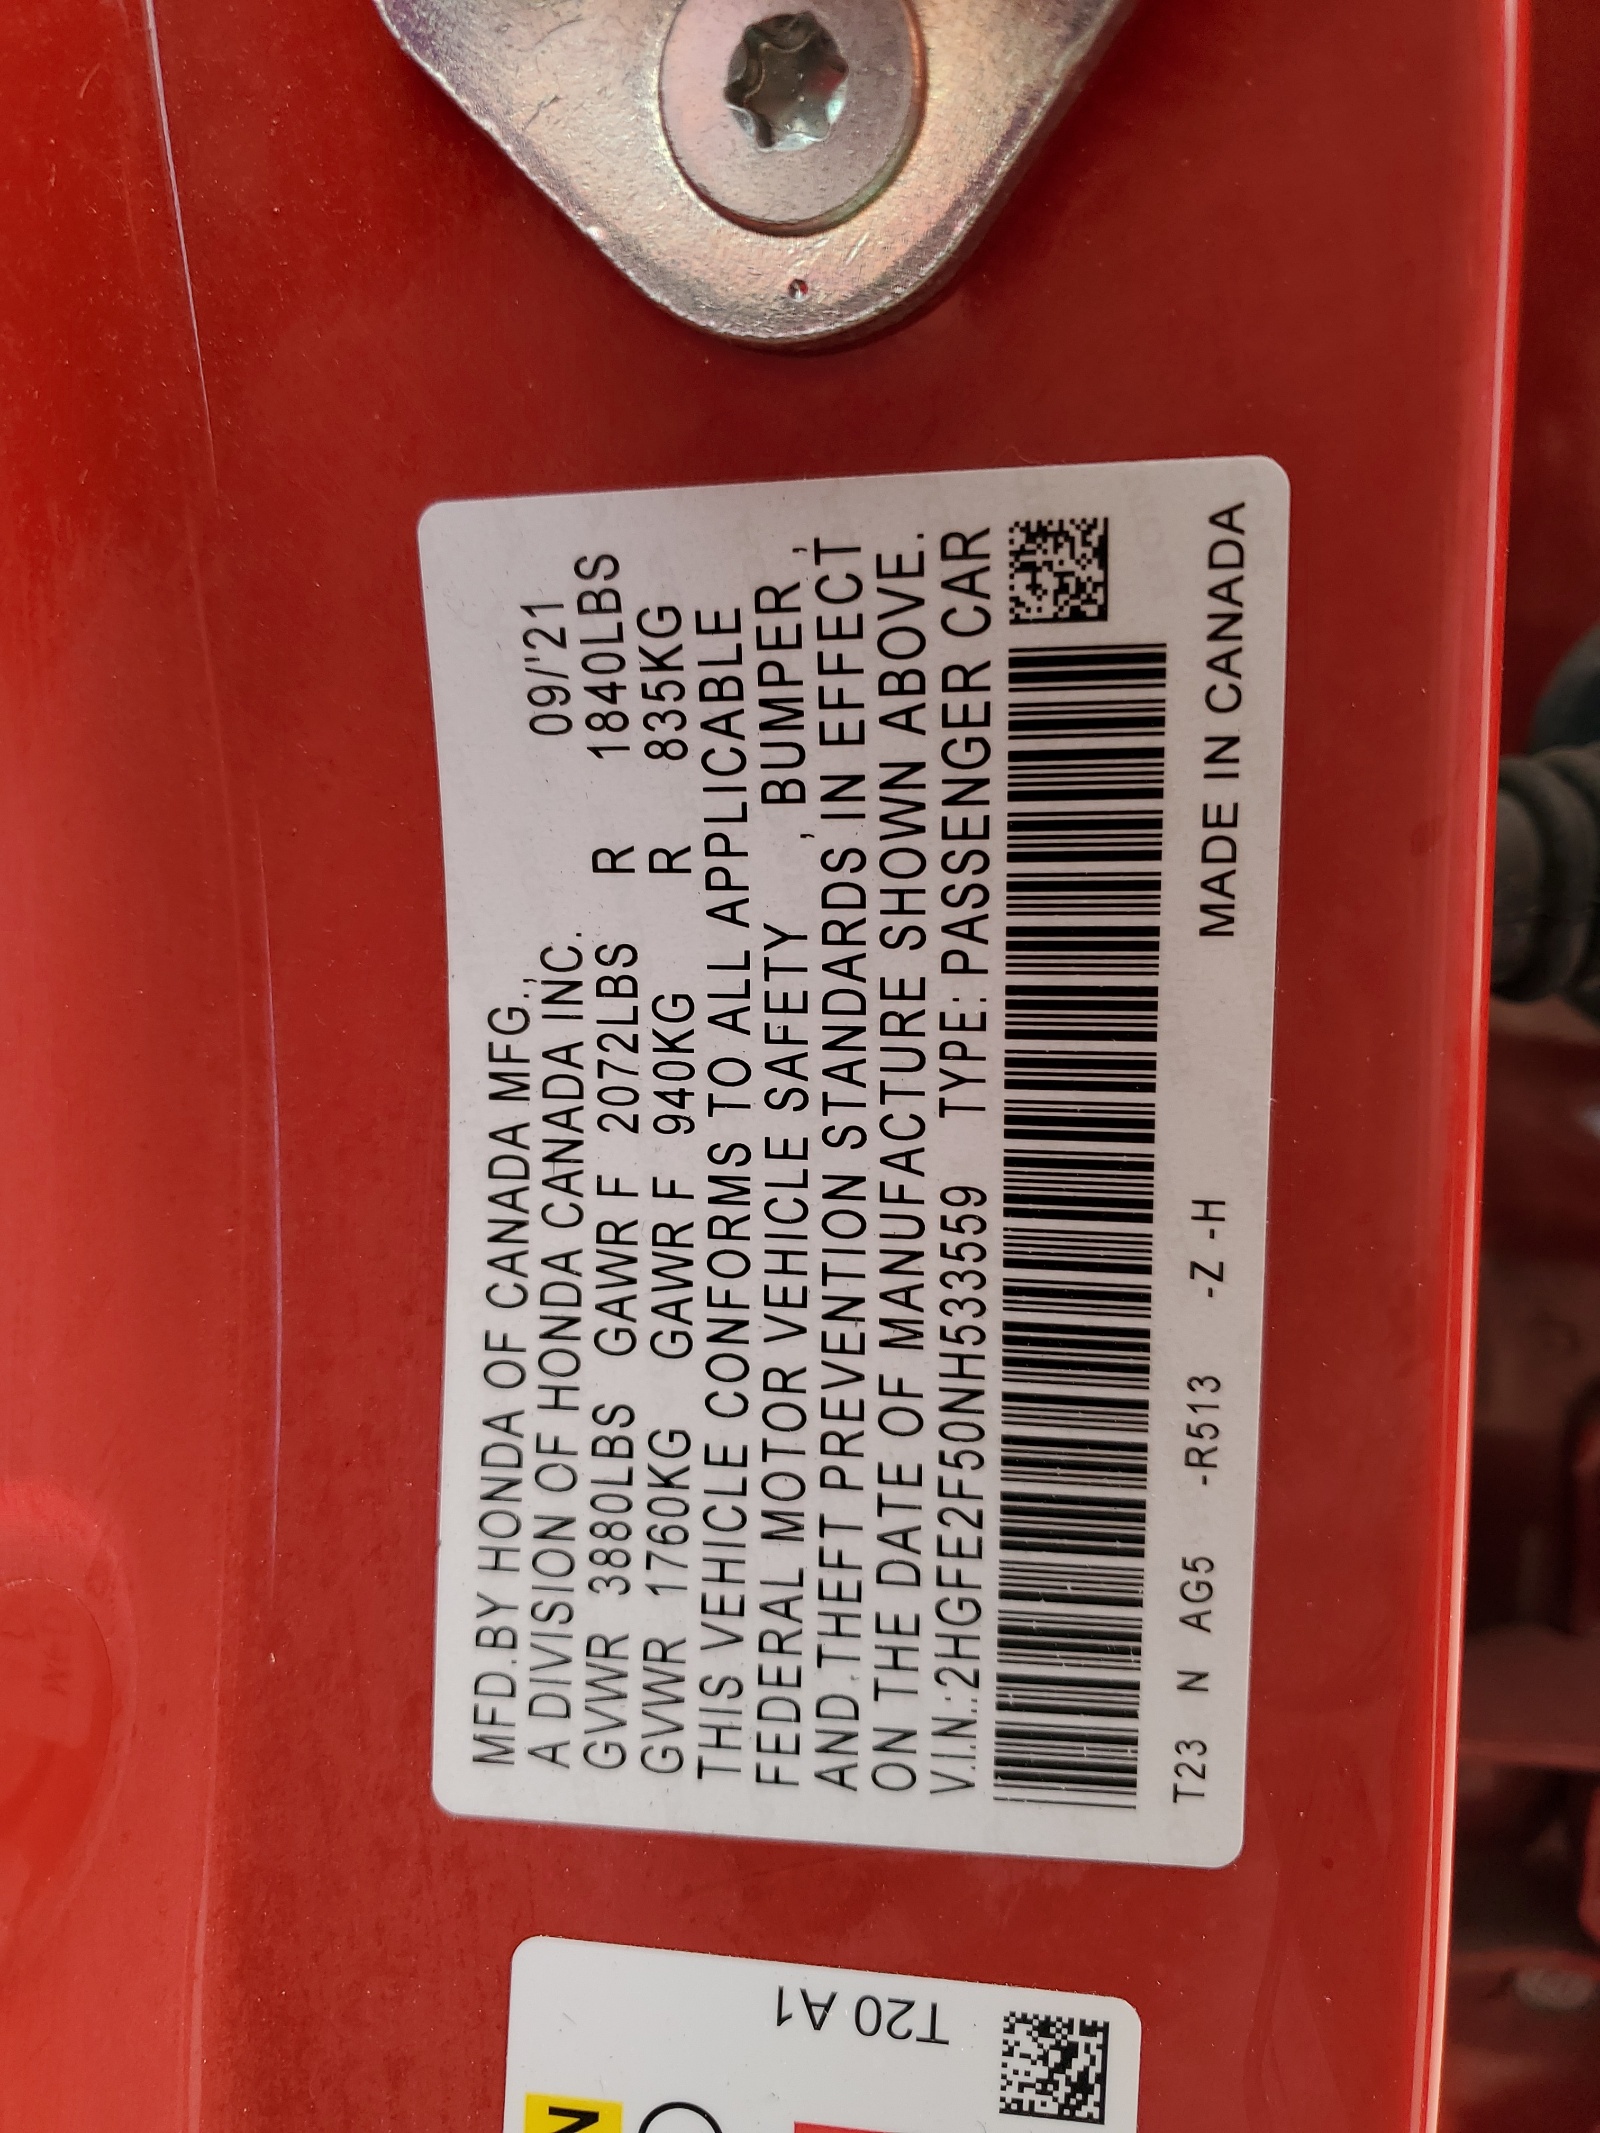 MFD.BY HONDA OF CANADA MFG.,
A DIVISION OF HONDA CANADA INC. 09/'21
GVWR 3880LBS GAWR F 2072LBS R 1840LBS
GVWR 1760KG GAWR F 940KG R 835KG
THIS VEHICLE CONFORMS TO ALL APPLICABLE
FEDERAL MOTOR VEHICLE SAFETY , BUMPER ,
AND THEFT PREVENTION STANDARDS IN EFFECT
ON THE DATE OF MANUFACTURE SHOWN ABOVE.
V.I.N.:2HGFE2F50NH533559 TYPE: PASSENGER CAR
T23 N AG5 -R513 -Z -H MADE IN CANADA
T20 A1